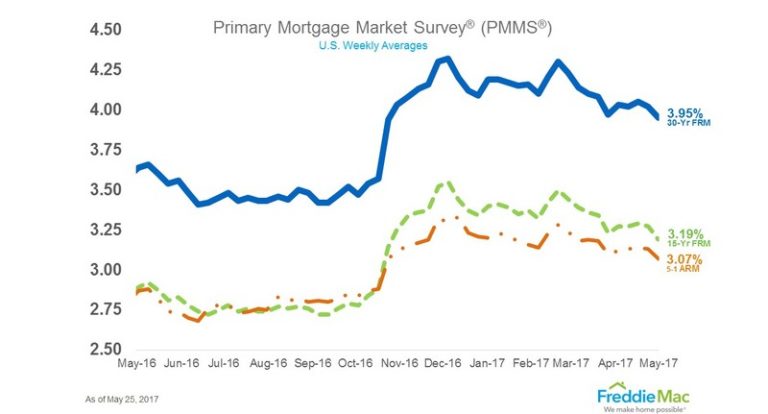 Primary Mortgage Market Survey® (PMMS®)
U.S. Weekly Averages
4.50
4.25
4.00
3.75
3.50
3.25
3.00
2.75
2.50
3.95%
30-Yr FRM
3.19%
15-Yr FRM
3.07%
5-1 ARM
May-16 Jun-16 Jul-16 Aug-16 Sep-16 Oct-16 Nov-16 Dec-16 Jan-17 Feb-17 Mar-17 Apr-17 May-17
As of May 25, 2017
FreddieMac
We make home possible®